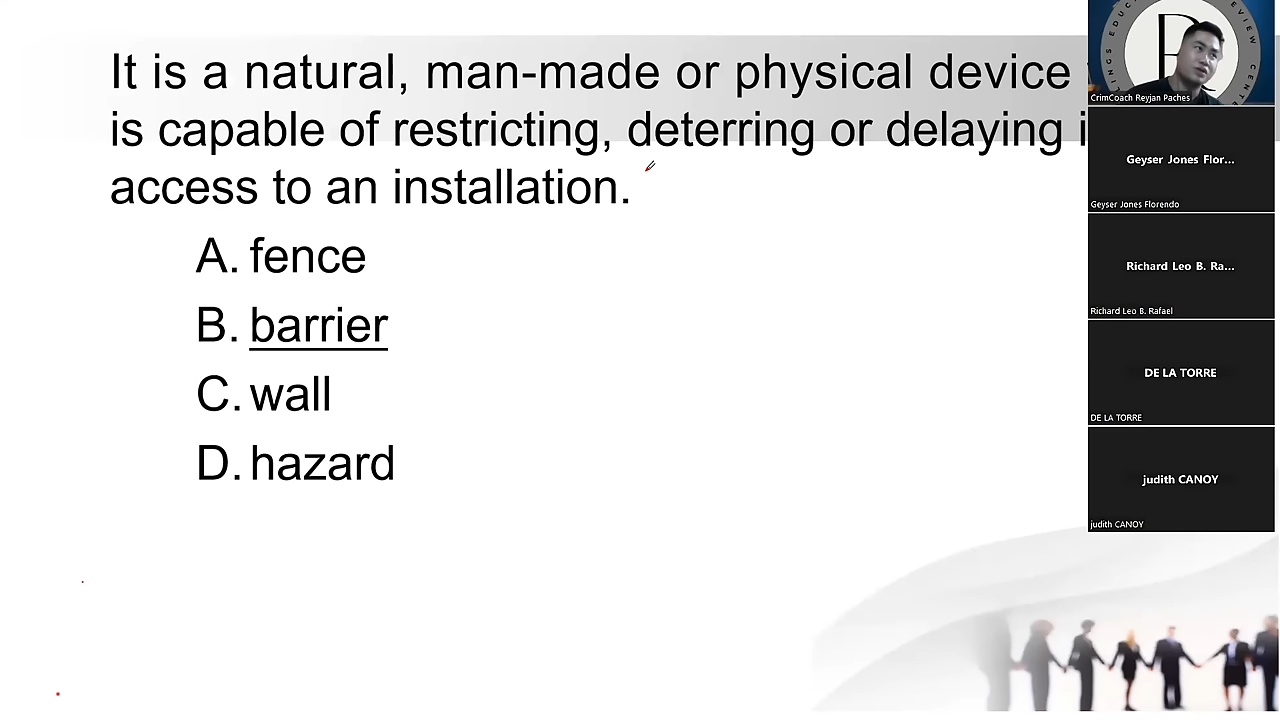 It is a natural, man-made or physical device
is capable of restricting, deterring or delaying
access to an installation.
A. fence
B. barrier
C. wall
D. hazard
CrimCoach Reyjan Paches
Geyser Jones Flor...
Geyser Jones Florendo
Richard Leo B. Ra...
Richard Leo B. Rafael
DE LA TORRE
DE LA TORRE
judith CANOY
judith CANOY